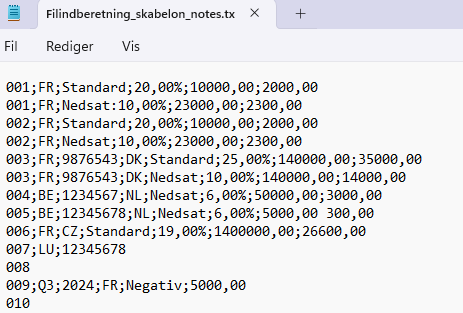 Filindberetning_skabelon_notes.tx
Fil Rediger Vis
001;FR;Standard;20,00%;10000,00;2000,00
001;FR;Nedsat:10,00%;23000,00;2300,00
002;FR;Standard;20,00%;10000,00;2000,00
002;FR;Nedsat;10,00%;23000,00;2300,00
003;FR;9876543;DK;Standard;25,00%;140000,00;35000,00
003;FR;9876543;DK;Nedsat;10,00%;140000,00;14000,00
004;BE;1234567;NL;Nedsat;6,00%;50000,00;3000,00
005;BE;12345678;NL;Nedsat;6,00%;5000,00 300,00
006;FR;CZ;Standard;19,00%;1400000,00;26600,00
007;LU;12345678
008
009;Q3;2024;FR;Negativ;5000,00
010